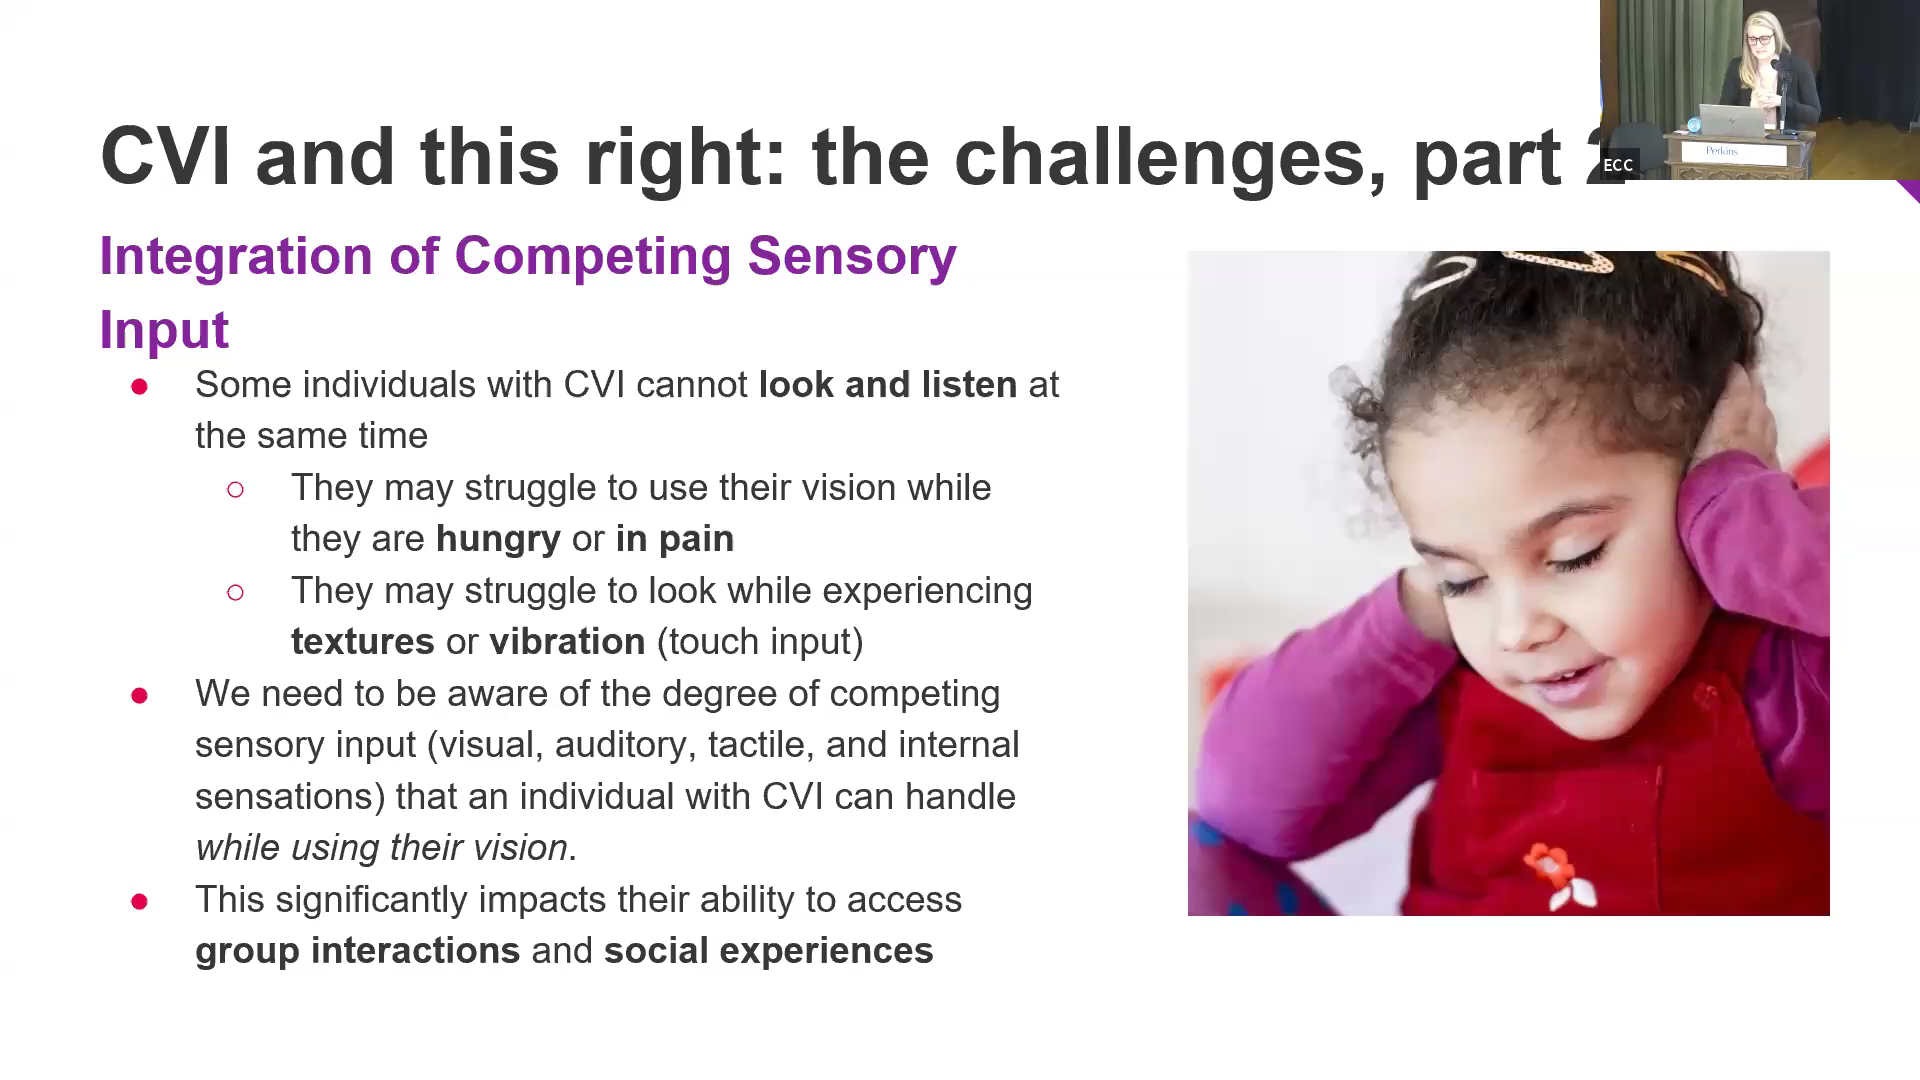 CVI and this right: the challenges, part 2
ECC
Perkins
Integration of Competing Sensory
Input
● Some individuals with CVI cannot look and listen at
the same time
○ They may struggle to use their vision while
they are hungry or in pain
○ They may struggle to look while experiencing
textures or vibration (touch input)
● We need to be aware of the degree of competing
sensory input (visual, auditory, tactile, and internal
sensations) that an individual with CVI can handle
while using their vision.
● This significantly impacts their ability to access
group interactions and social experiences